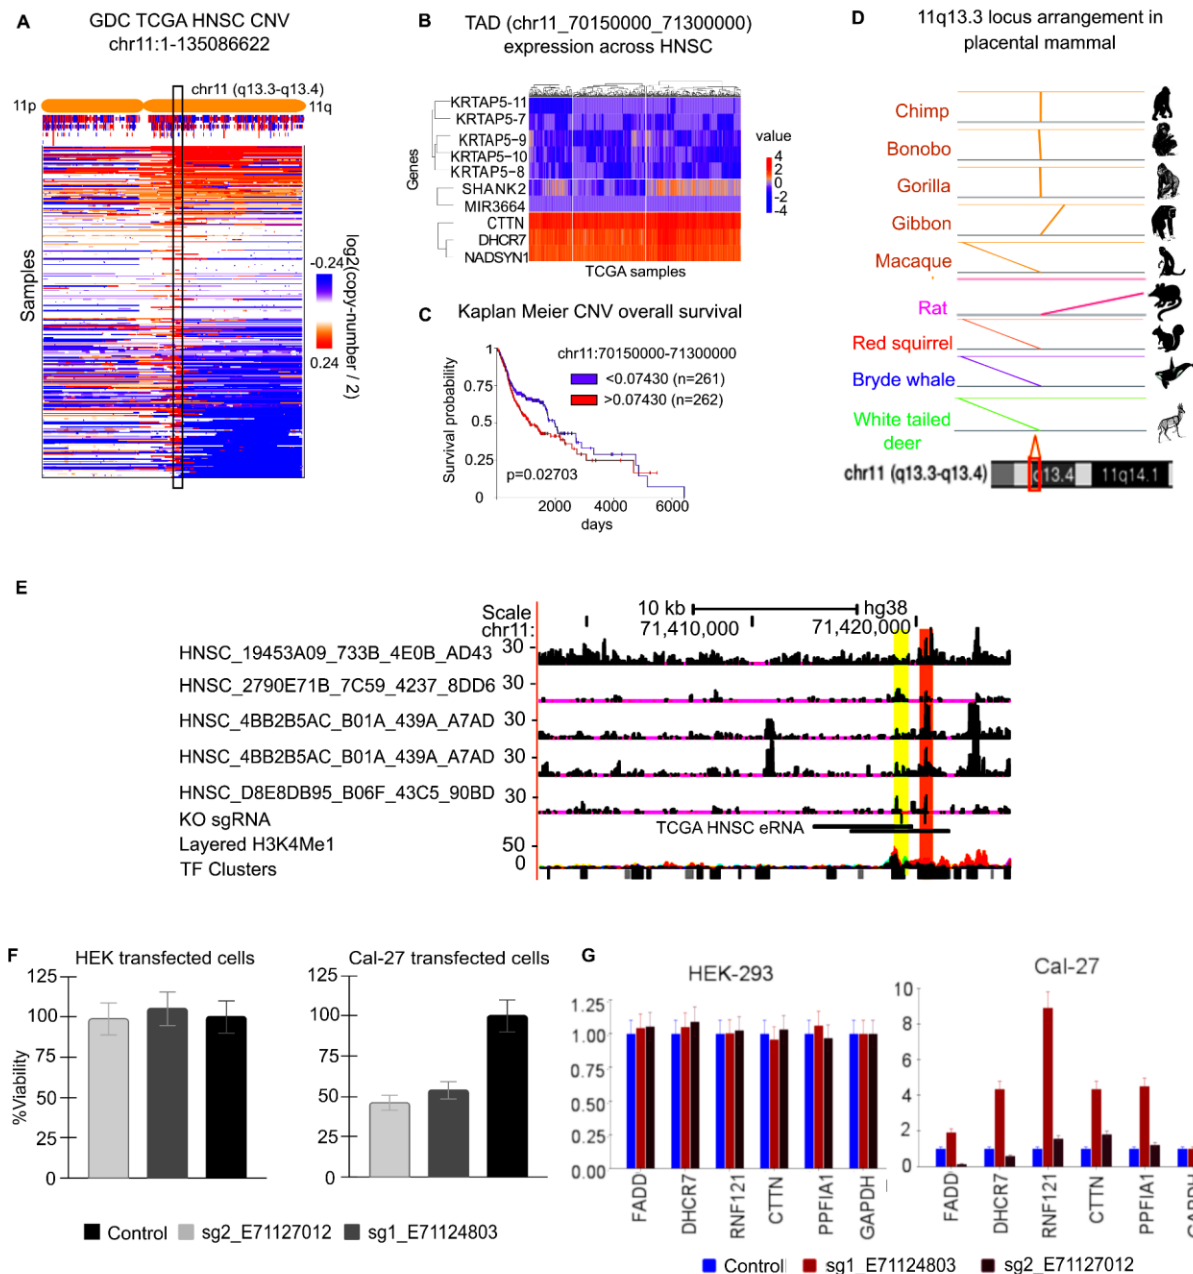 A
GDC TCGA HNSC CNV
chr11:1-135086622
chr11 (q13.3-q13.4)
11p
11q
Samples
-0.24
0.24
log2(copy-number / 2)
B
TAD (chr11_70150000_71300000)
expression across HNSC
Genes
KRTAP5-11
KRTAP5-7
KRTAP5-9
KRTAP5-10
KRTAP5-8
SHANK2
MIR3664
CTTN
DHCR7
NADSYN1
TCGA samples
value
4
2
0
-2
-4
C
Kaplan Meier CNV overall survival
chr11:70150000-71300000
<0.07430 (n=261)
>0.07430 (n=262)
Survival probability
1
0.75
0.5
0.25
0
p=0.02703
2000
4000
6000
days
D
11q13.3 locus arrangement in
placental mammal
Chimp
Bonobo
Gorilla
Gibbon
Macaque
Rat
Red squirrel
Bryde whale
White tailed
deer
chr11 (q13.3-q13.4)
q13.4
11q14.1
E
Scale
10 kb
hg38
chr11:
71,410,000
71,420,000
HNSC_19453A09_733B_4E0B_AD43
30
HNSC_2790E71B_7C59_4237_8DD6
30
HNSC_4BB2B5AC_B01A_439A_A7AD
30
HNSC_4BB2B5AC_B01A_439A_A7AD
30
HNSC_D8E8DB95_B06F_43C5_90BD
30
KO sgRNA
TCGA HNSC eRNA
Layered H3K4Me1
50
0
TF Clusters
F
HEK transfected cells
%Viability
125
100
75
50
25
0
Cal-27 transfected cells
125
100
75
50
25
0
Control
sg2_E71127012
sg1_E71124803
G
HEK-293
1.25
1.00
0.75
0.50
0.25
0.00
FADD
DHCR7
RNF121
CTTN
PPFIA1
GAPDH
Cal-27
10
8
6
4
2
0
FADD
DHCR7
RNF121
CTTN
PPFIA1
Control
sg1_E71124803
sg2_E71127012